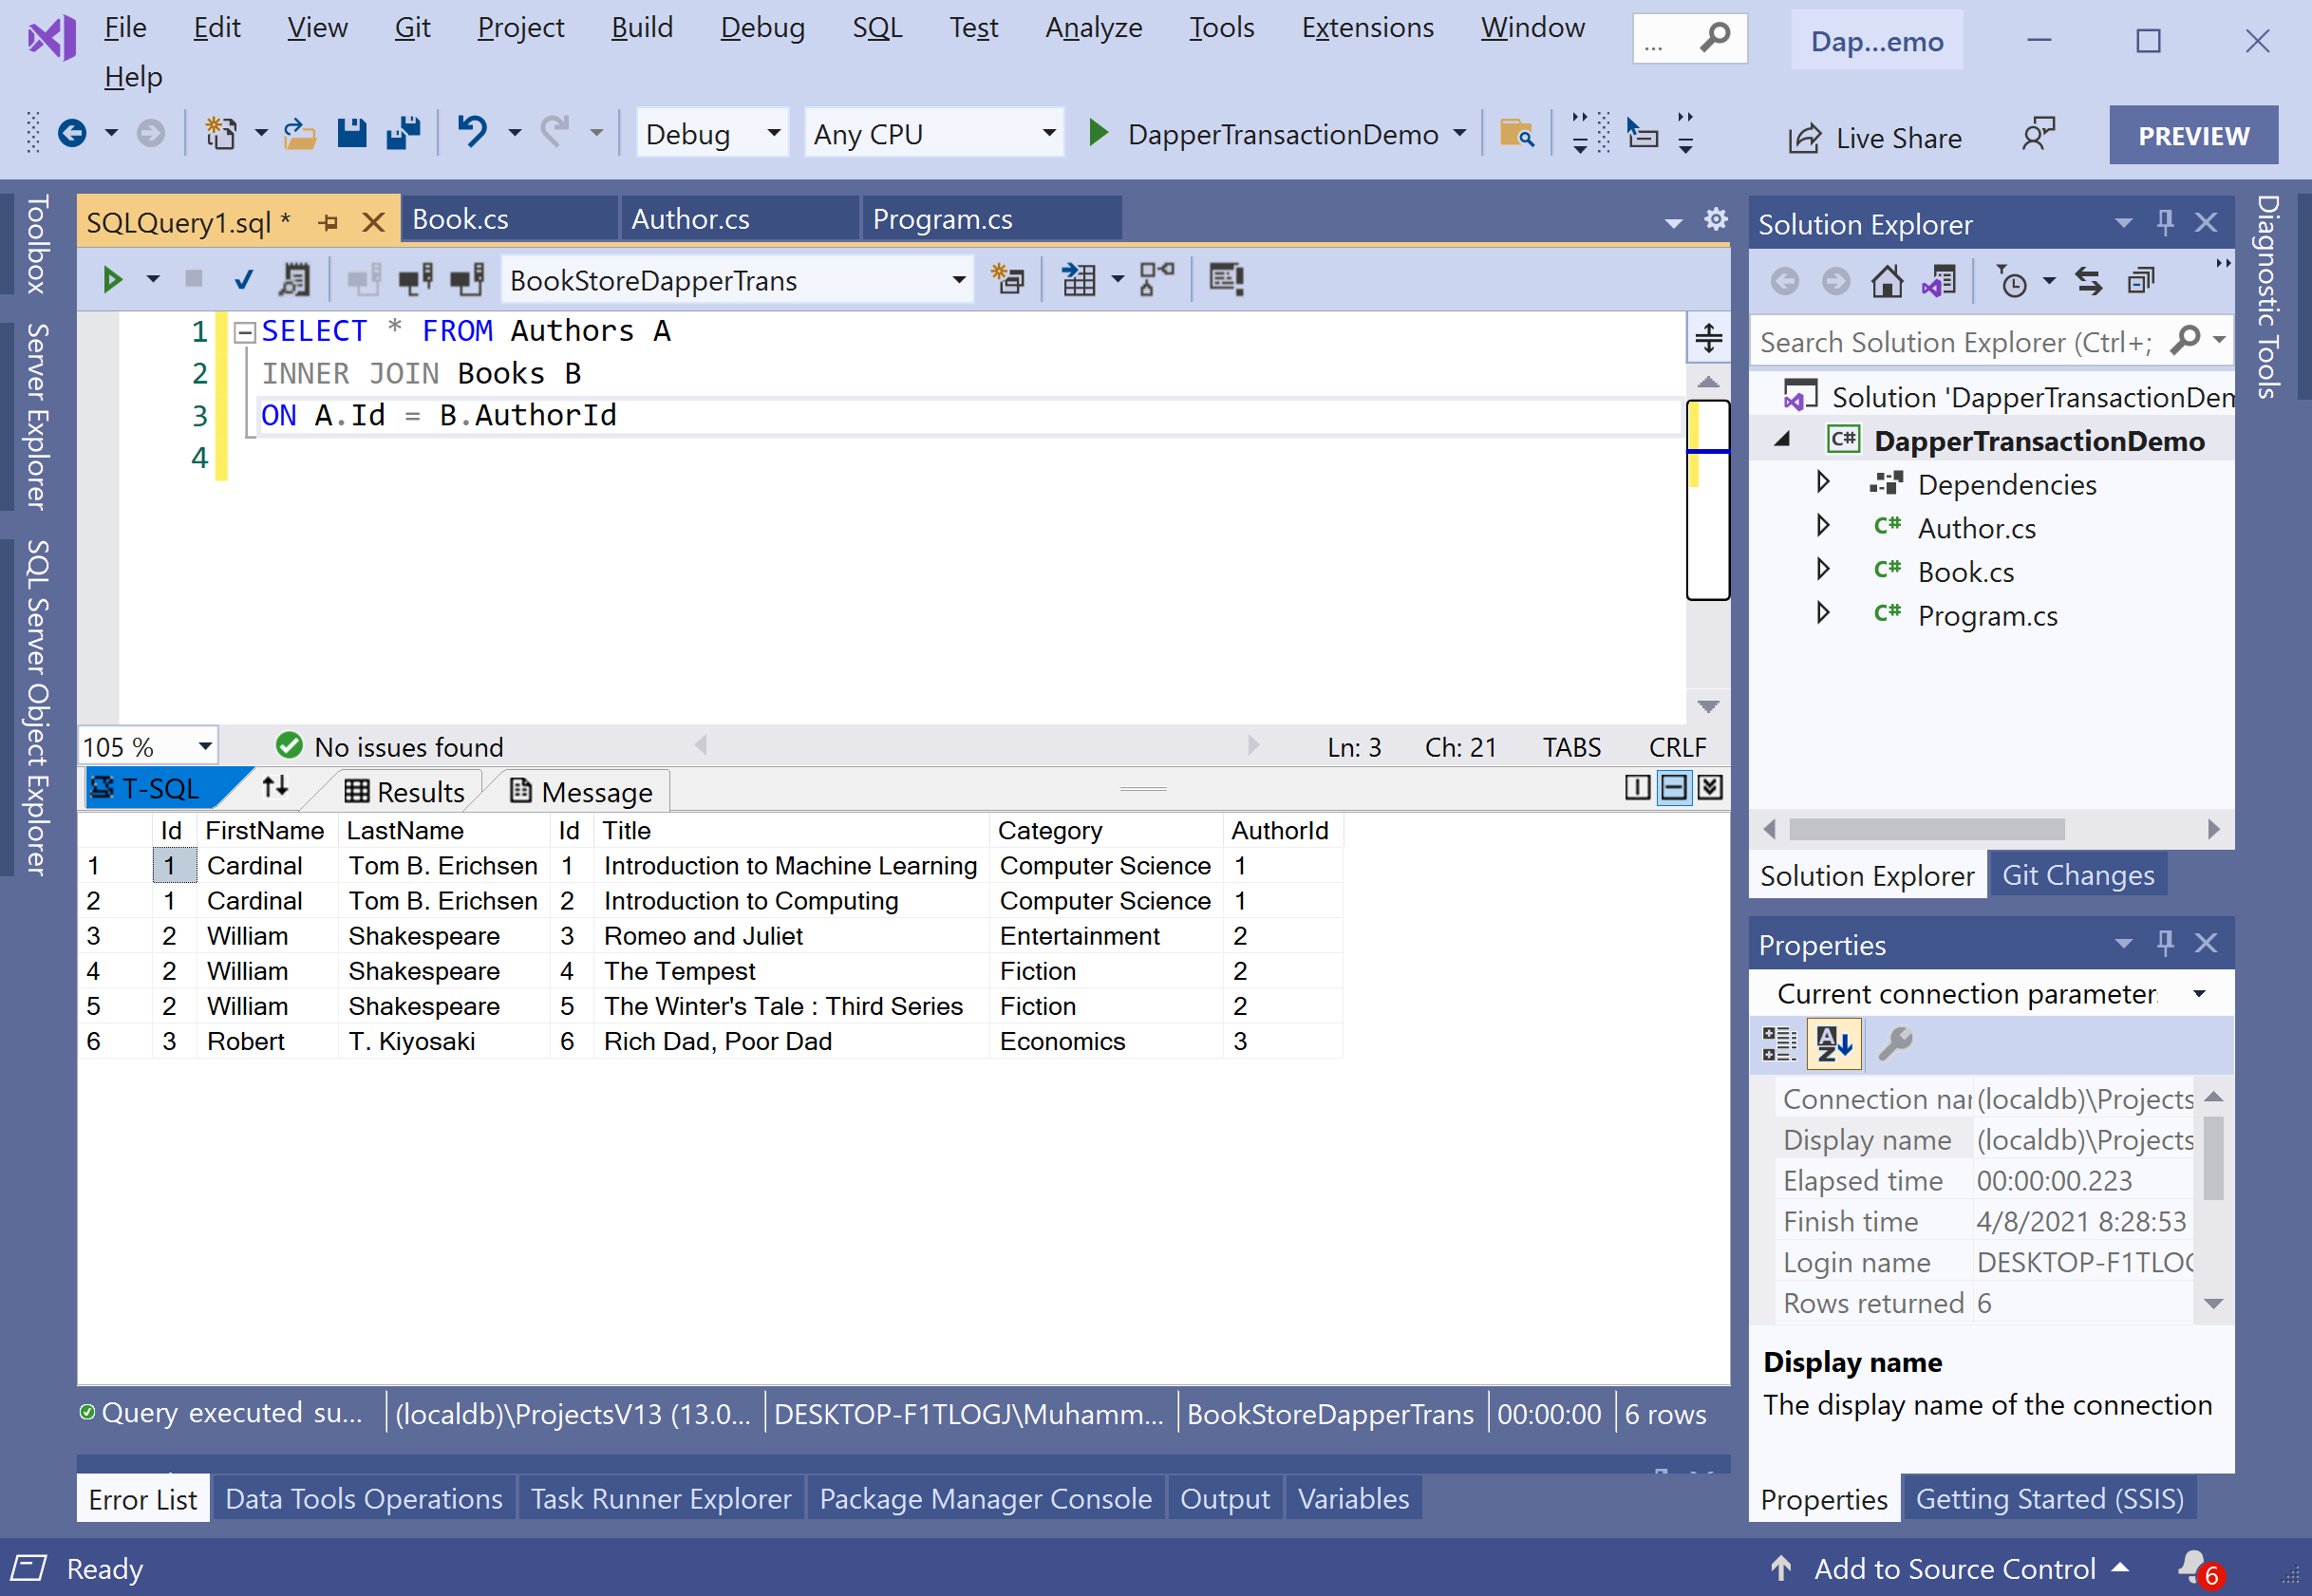 File Edit View Git Project Build Debug SQL Test Analyze Tools Extensions Window ... Dap...emo
Help
Debug Any CPU DapperTransactionDemo Live Share PREVIEW
Toolbox
Server Explorer
SQL Server Object Explorer
SQLQuery1.sql * Book.cs Author.cs Program.cs
BookStoreDapperTrans
1 SELECT * FROM Authors A
2 INNER JOIN Books B
3 ON A.Id = B.AuthorId
4
105 % No issues found Ln: 3 Ch: 21 TABS CRLF
T-SQL Results Message
Id FirstName LastName Id Title Category AuthorId
1 1 Cardinal Tom B. Erichsen 1 Introduction to Machine Learning Computer Science 1
2 1 Cardinal Tom B. Erichsen 2 Introduction to Computing Computer Science 1
3 2 William Shakespeare 3 Romeo and Juliet Entertainment 2
4 2 William Shakespeare 4 The Tempest Fiction 2
5 2 William Shakespeare 5 The Winter's Tale : Third Series Fiction 2
6 3 Robert T. Kiyosaki 6 Rich Dad, Poor Dad Economics 3
Query executed su... (localdb)\ProjectsV13 (13.0... DESKTOP-F1TLOGJ\Muhamm... BookStoreDapperTrans 00:00:00 6 rows
Error List Data Tools Operations Task Runner Explorer Package Manager Console Output Variables
Solution Explorer
Search Solution Explorer (Ctrl+;
Solution 'DapperTransactionDem
C# DapperTransactionDemo
Dependencies
C# Author.cs
C# Book.cs
C# Program.cs
Solution Explorer Git Changes
Properties
Current connection parameter
AZ
Connection nam (localdb)\Projects
Display name (localdb)\Projects
Elapsed time 00:00:00.223
Finish time 4/8/2021 8:28:53
Login name DESKTOP-F1TLOG
Rows returned 6
Display name
The display name of the connection
Properties Getting Started (SSIS)
Diagnostic Tools
Ready Add to Source Control 6